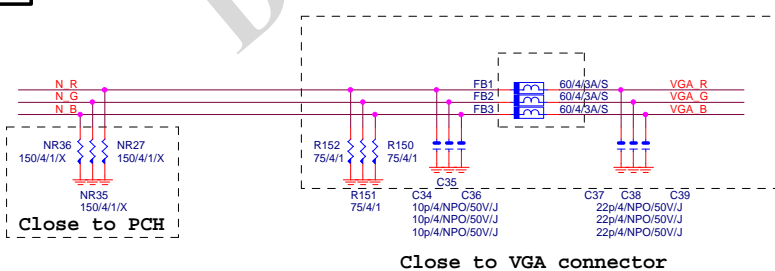 N_R
N_G
N_B
FB1
FB2
FB3
60/4/3A/S
60/4/3A/S
60/4/3A/S
VGA_R
VGA_G
VGA_B
NR36
150/4/1/X
NR27
150/4/1/X
NR35
150/4/1/X
Close to PCH
R152
75/4/1
R150
75/4/1
R151
75/4/1
C35
C34
C36
10p/4/NPO/50V/J
10p/4/NPO/50V/J
10p/4/NPO/50V/J
C37
C38
C39
22p/4/NPO/50V/J
22p/4/NPO/50V/J
22p/4/NPO/50V/J
Close to VGA connector